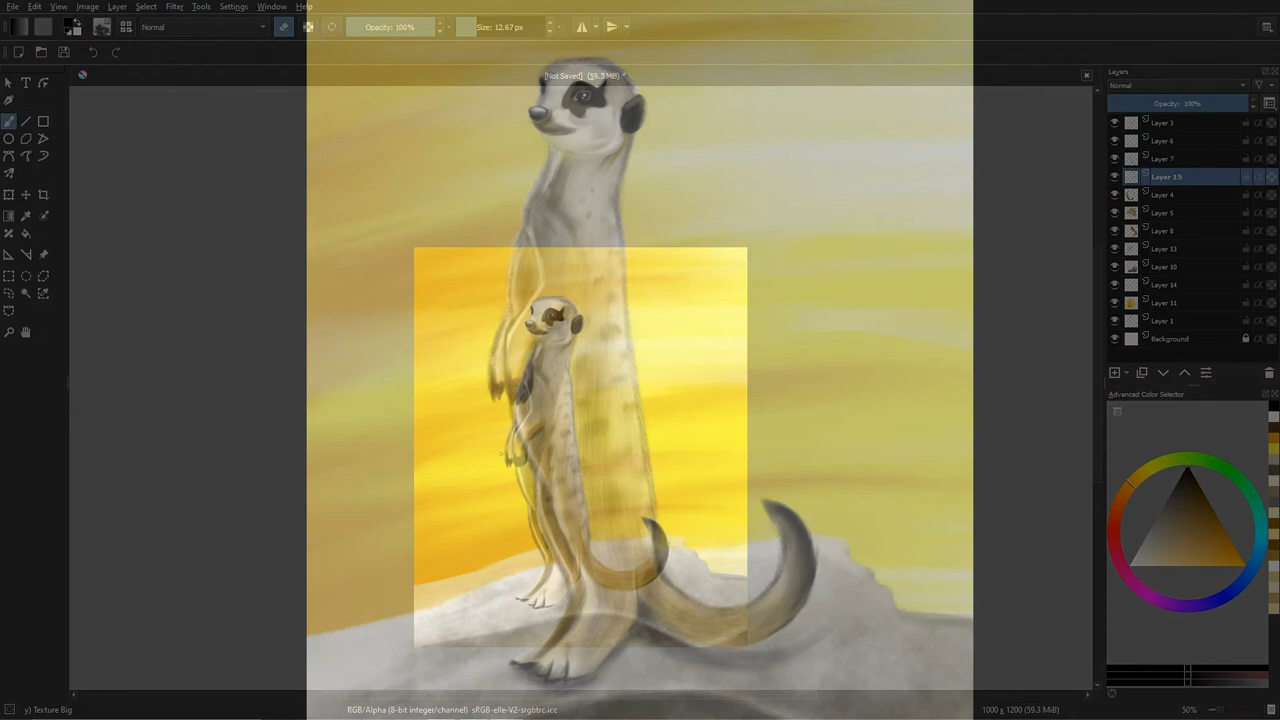 File Edit View Image Layer Select Filter Tools Settings Window Help
Normal Opacity: 100% Size: 12.67 px
[Not Saved] (59.3 MiB) *
Layers
Normal
Opacity: 100%
Layer 3
Layer 6
Layer 7
Layer 15
Layer 4
Layer 5
Layer 8
Layer 13
Layer 10
Layer 14
Layer 11
Layer 1
Background
Advanced Color Selector
y) Texture Big RGB/Alpha (8-bit integer/channel) sRGB-elle-V2-srgbtrc.icc 1000 x 1200 (59.3 MiB) 50%